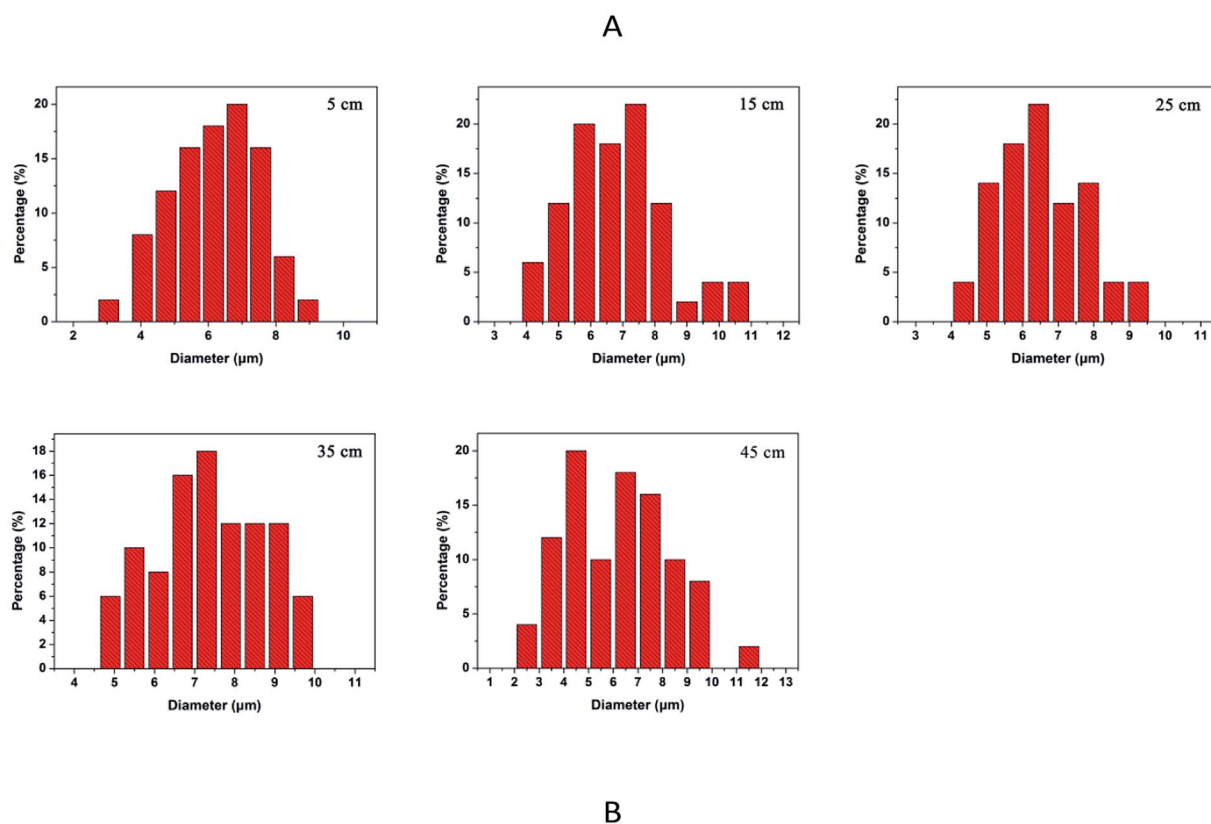 A
5 cm
20
15
10
5
0
Percentage (%)
2 4 6 8 10
Diameter (µm)
15 cm
20
15
10
5
0
Percentage (%)
3 4 5 6 7 8 9 10 11 12
Diameter (µm)
25 cm
20
15
10
5
0
Percentage (%)
3 4 5 6 7 8 9 10 11
Diameter (µm)
35 cm
18
16
14
12
10
8
6
4
2
0
Percentage (%)
4 5 6 7 8 9 10 11
Diameter (µm)
45 cm
20
15
10
5
0
Percentage (%)
1 2 3 4 5 6 7 8 9 10 11 12 13
Diameter (µm)
B